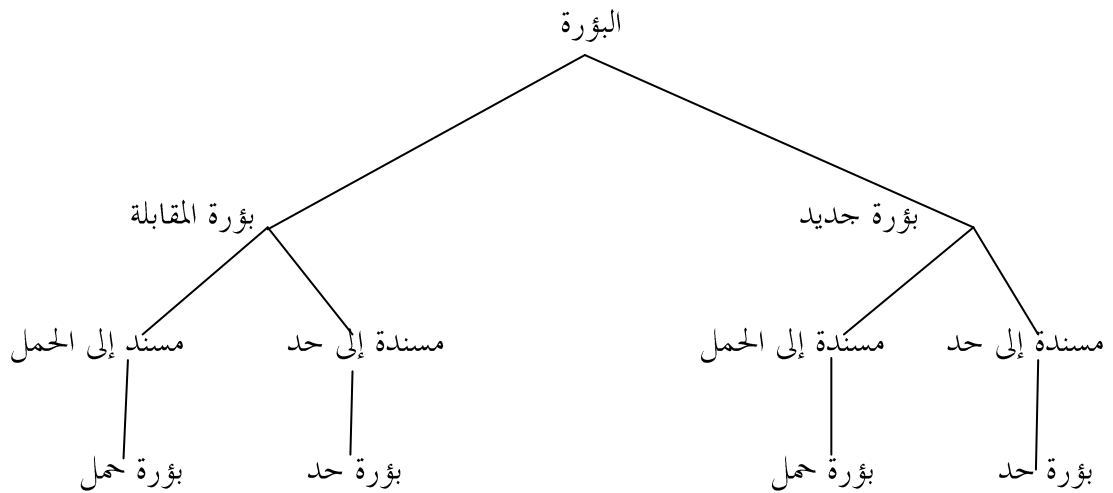 البؤرة
بؤرة جديد
بؤرة المقابلة
مسندة إلى حد
مسندة إلى الحمل
مسندة إلى حد
مسند إلى الحمل
بؤرة حد
بؤرة حمل
بؤرة حد
بؤرة حمل